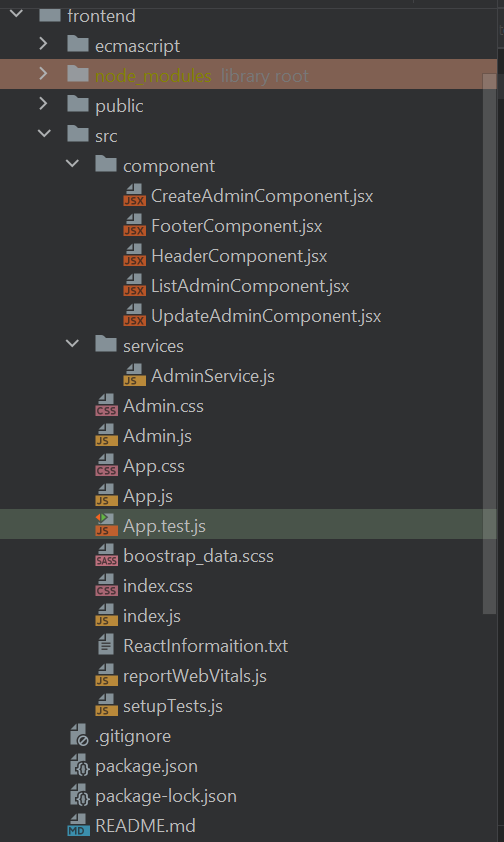 frontend
ecmascript
node_modules library root
public
src
component
JSX CreateAdminComponent.jsx
JSX FooterComponent.jsx
JSX HeaderComponent.jsx
JSX ListAdminComponent.jsx
JSX UpdateAdminComponent.jsx
services
JS AdminService.js
CSS Admin.css
JS Admin.js
CSS App.css
JS App.js
JS App.test.js
SASS boostrap_data.scss
CSS index.css
JS index.js
ReactInformaition.txt
JS reportWebVitals.js
JS setupTests.js
.gitignore
package.json
package-lock.json
MD README.md